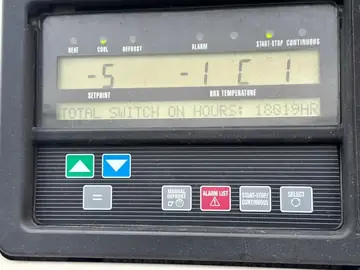 HEAT COOL DEFROST ALARM START-STOP CONTINUOUS
-5 -1 C 1
SETPOINT BOX TEMPERATURE
TOTAL SWITCH ON HOURS: 18019HR
=
MANUAL DEFROST
ALARM LIST
START-STOP CONTINUOUS
SELECT